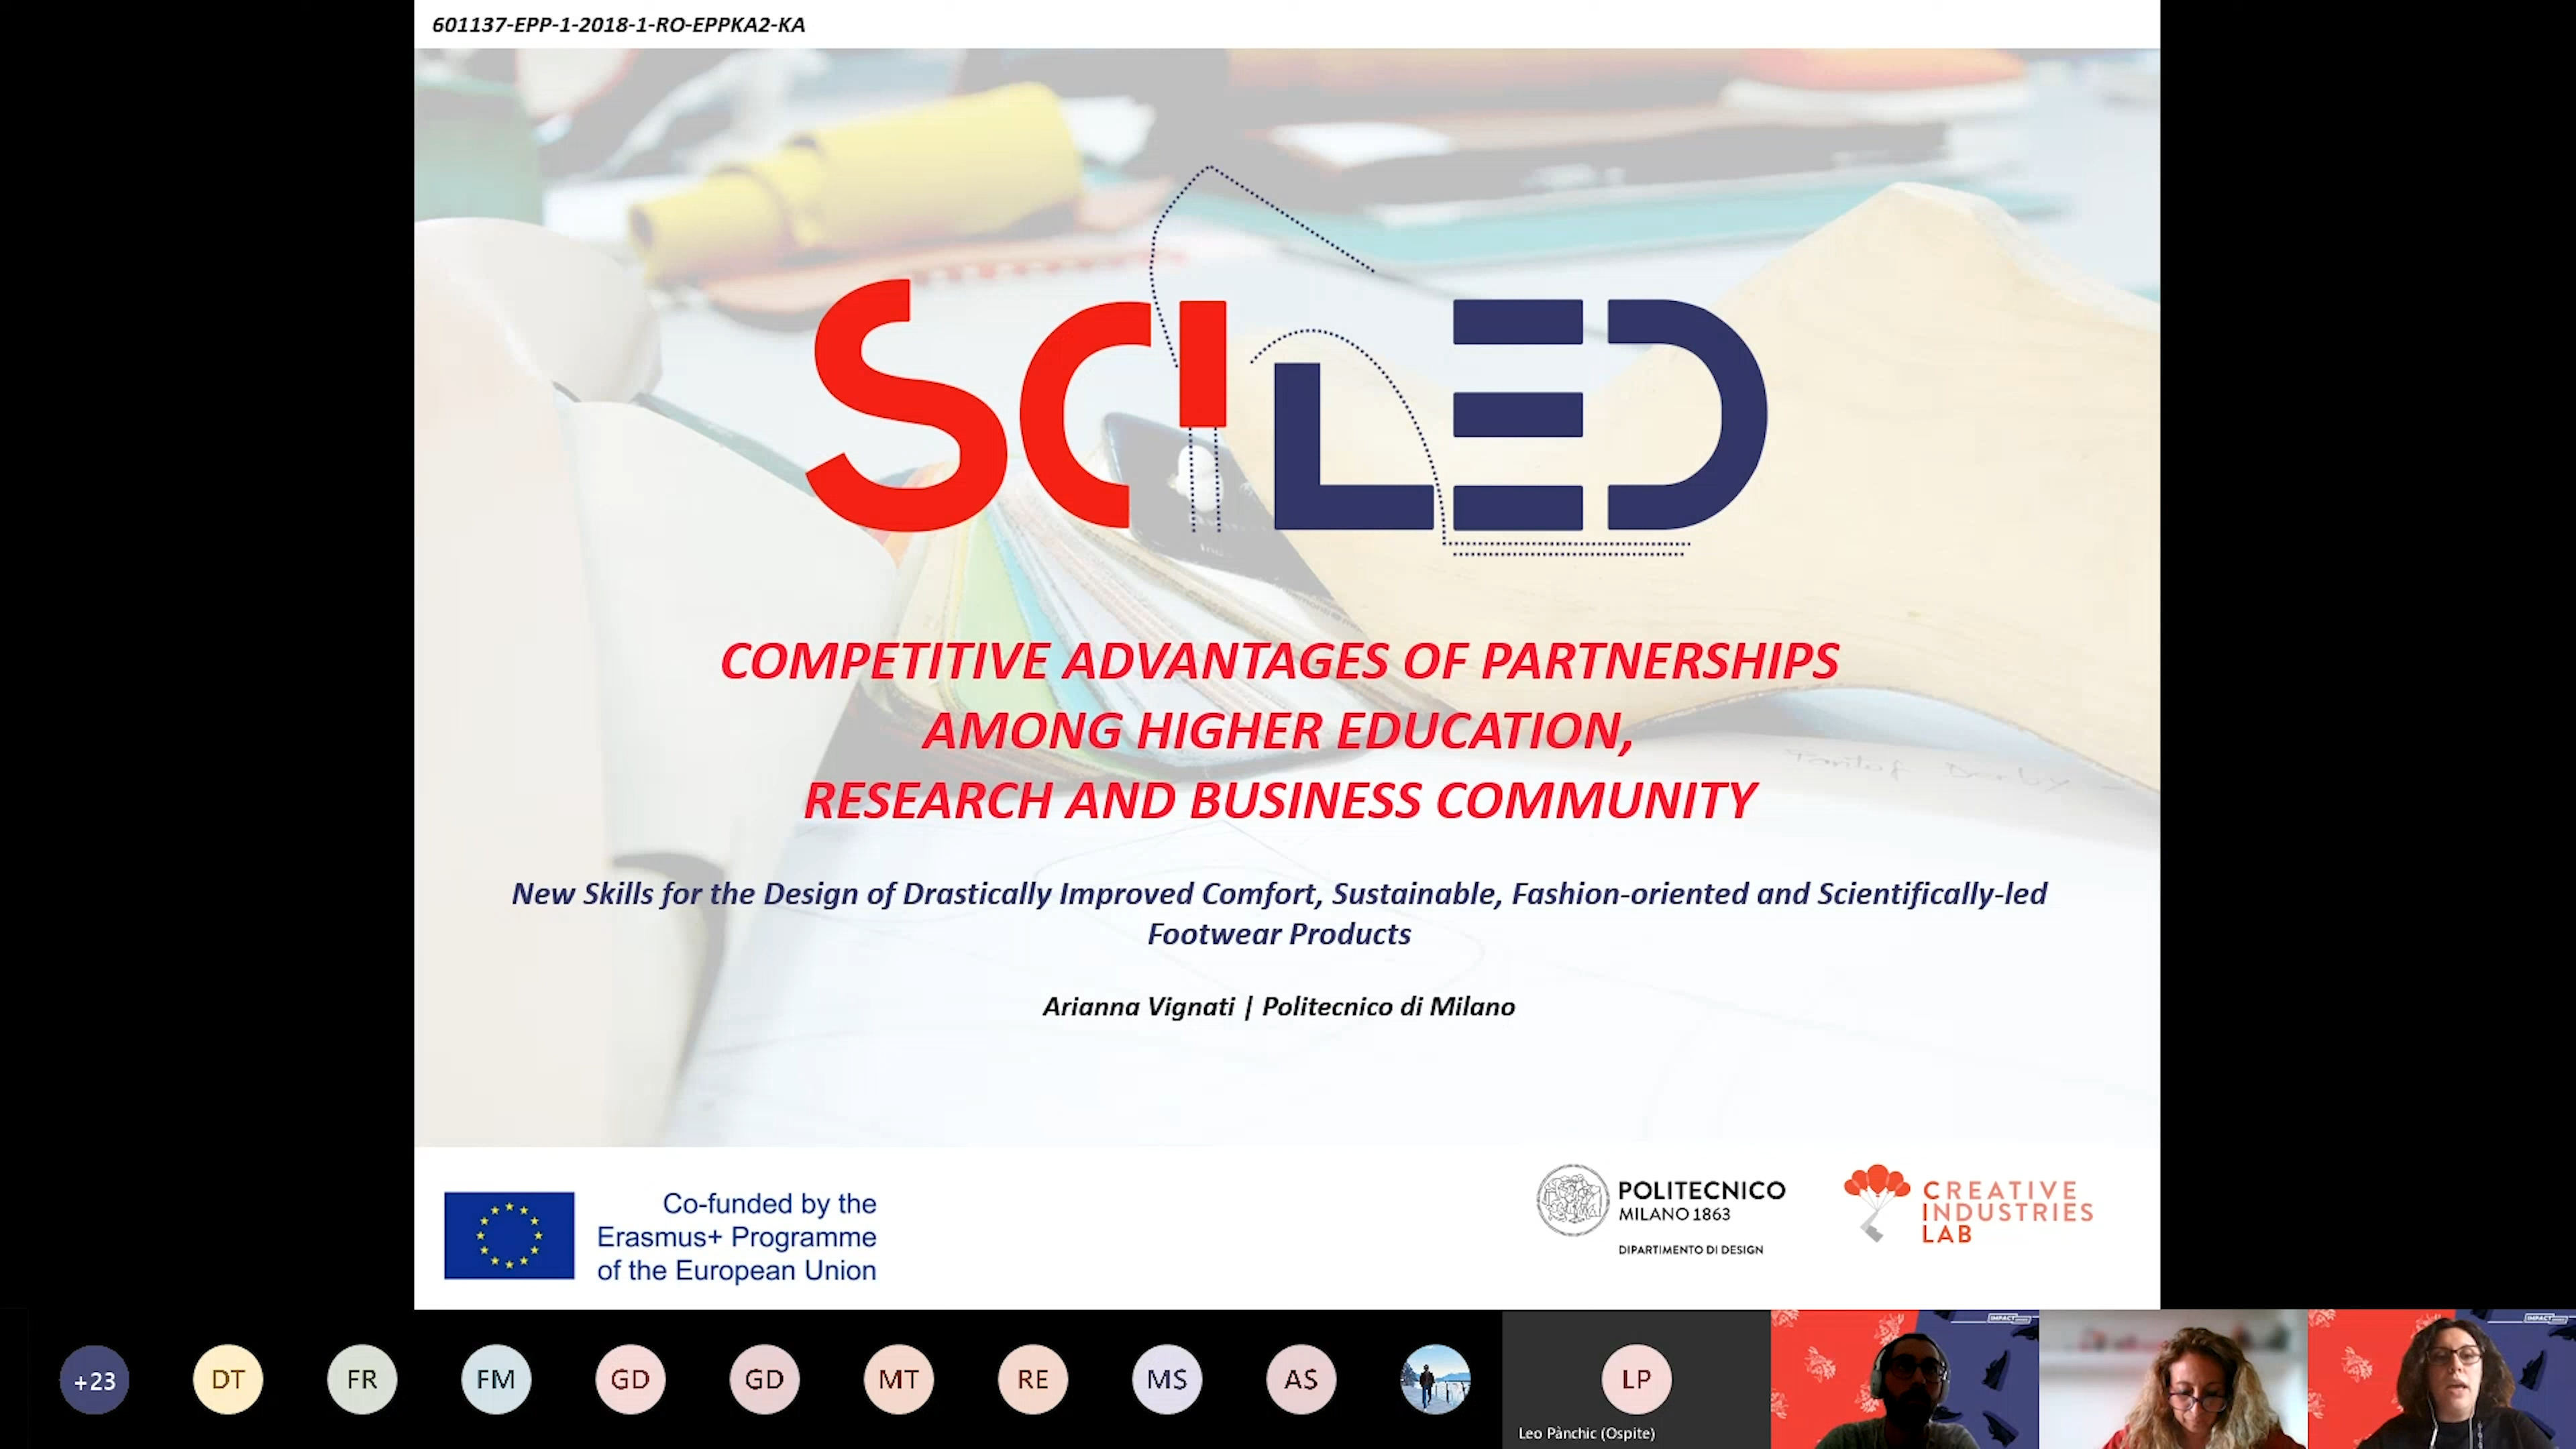 601137-EPP-1-2018-1-RO-EPPKA2-KA
SCILED
COMPETITIVE ADVANTAGES OF PARTNERSHIPS
AMONG HIGHER EDUCATION,
RESEARCH AND BUSINESS COMMUNITY
New Skills for the Design of Drastically Improved Comfort, Sustainable, Fashion-oriented and Scientifically-led
Footwear Products
Arianna Vignati | Politecnico di Milano
Co-funded by the
Erasmus+ Programme
of the European Union
POLITECNICO
MILANO 1863
DIPARTIMENTO DI DESIGN
CREATIVE
INDUSTRIES
LAB
+23
DT
FR
FM
GD
GD
MT
RE
MS
AS
LP
Leo Pànchic (Ospite)
IMPACT
IMPACT